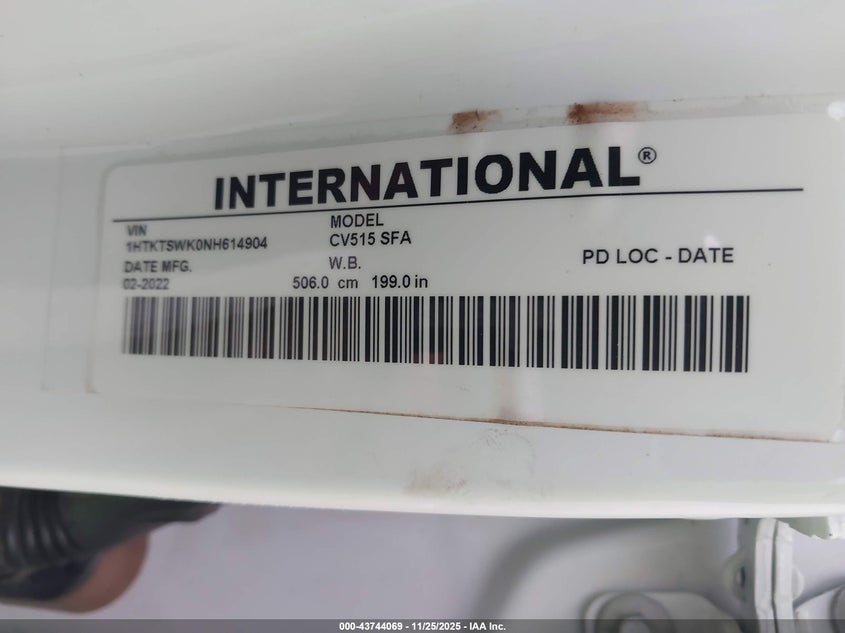 INTERNATIONAL®
VIN
1HTKTSWK0NH614904
MODEL
CV515 SFA
DATE MFG.
02-2022
W.B.
506.0 cm 199.0 in
PD LOC - DATE
000-43744069 | 11/25/2025 - IAA Inc.